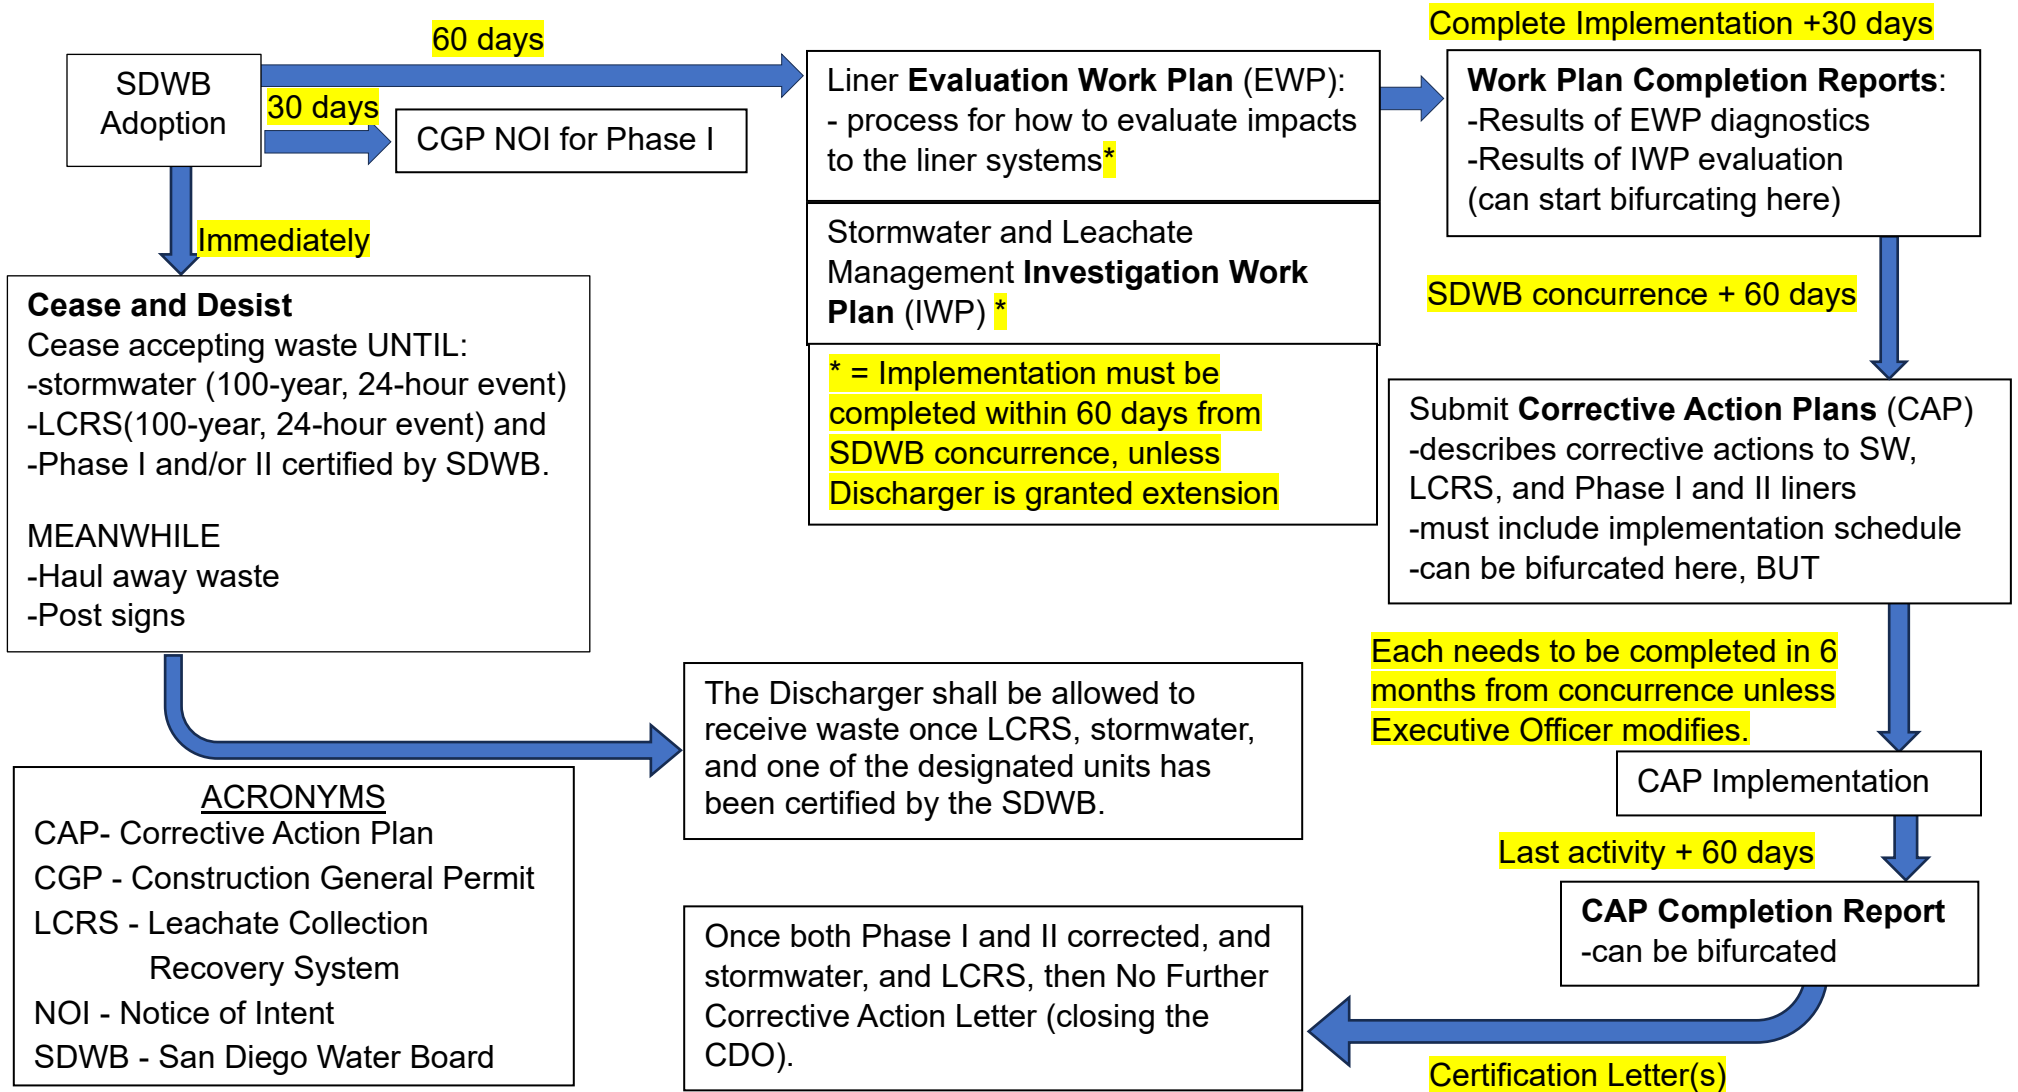 SDWB
Adoption
60 days
30 days
CGP NOI for Phase I
Immediately
Liner Evaluation Work Plan (EWP):
- process for how to evaluate impacts
to the liner systems*
Stormwater and Leachate
Management Investigation Work
Plan (IWP) *
* = Implementation must be
completed within 60 days from
SDWB concurrence, unless
Discharger is granted extension
Complete Implementation +30 days
Work Plan Completion Reports:
-Results of EWP diagnostics
-Results of IWP evaluation
(can start bifurcating here)
SDWB concurrence + 60 days
Submit Corrective Action Plans (CAP)
-describes corrective actions to SW,
LCRS, and Phase I and II liners
-must include implementation schedule
-can be bifurcated here, BUT
Each needs to be completed in 6
months from concurrence unless
Executive Officer modifies.
CAP Implementation
Last activity + 60 days
CAP Completion Report
-can be bifurcated
Certification Letter(s)
Cease and Desist
Cease accepting waste UNTIL:
-stormwater (100-year, 24-hour event)
-LCRS(100-year, 24-hour event) and
-Phase I and/or II certified by SDWB.
MEANWHILE
-Haul away waste
-Post signs
The Discharger shall be allowed to
receive waste once LCRS, stormwater,
and one of the designated units has
been certified by the SDWB.
Once both Phase I and II corrected, and
stormwater, and LCRS, then No Further
Corrective Action Letter (closing the
CDO).
ACRONYMS
CAP- Corrective Action Plan
CGP - Construction General Permit
LCRS - Leachate Collection
Recovery System
NOI - Notice of Intent
SDWB - San Diego Water Board